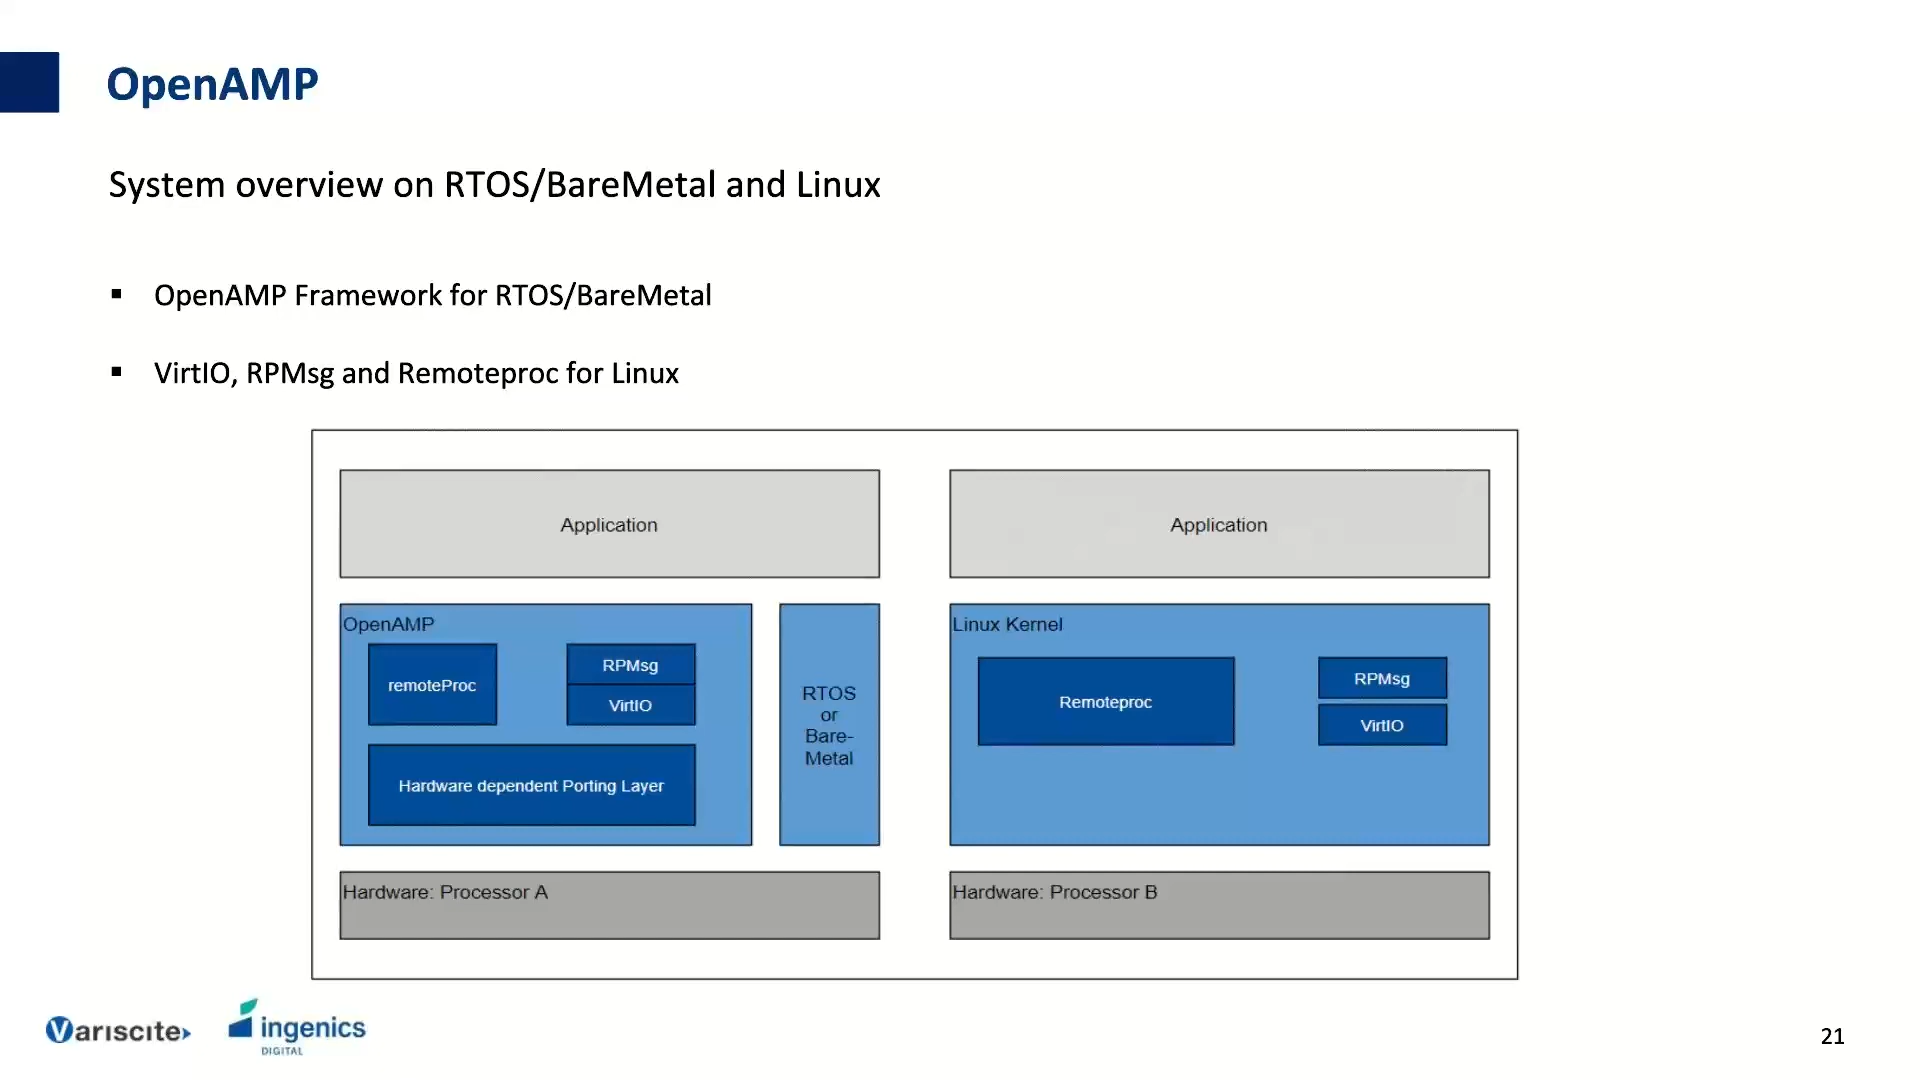 OpenAMP
System overview on RTOS/BareMetal and Linux
▪ OpenAMP Framework for RTOS/BareMetal
▪ VirtIO, RPMsg and Remoteproc for Linux
Application
OpenAMP
remoteProc
RPMsg
VirtIO
Hardware dependent Porting Layer
RTOS
or
Bare-
Metal
Hardware: Processor A
Application
Linux Kernel
Remoteproc
RPMsg
VirtIO
Hardware: Processor B
Variscite
ingenics
DIGITAL
21